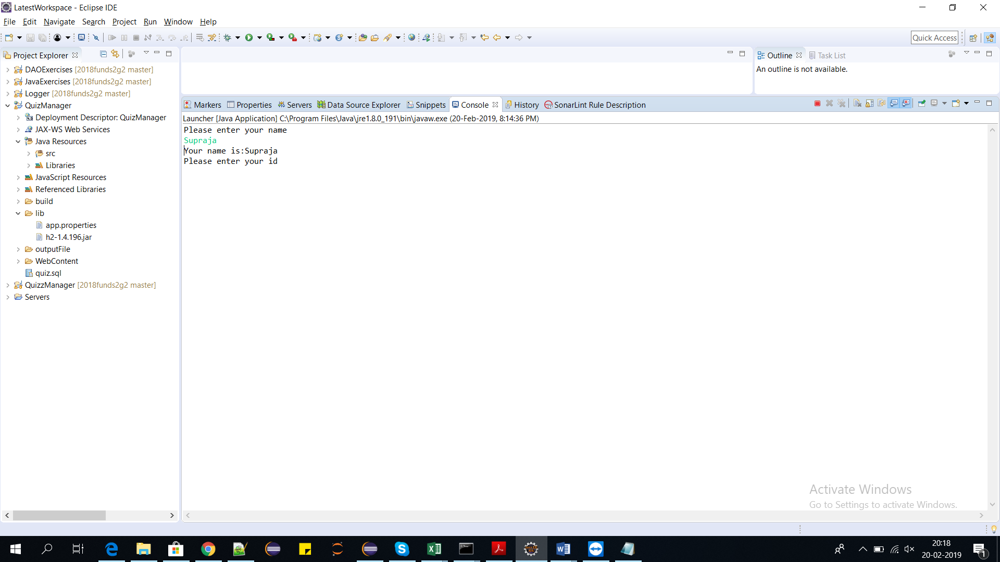 LatestWorkspace - Eclipse IDE
File Edit Navigate Search Project Run Window Help
Quick Access
Project Explorer
DAOExercises [2018funds2g2 master]
JavaExercises [2018funds2g2 master]
Logger [2018funds2g2 master]
QuizManager
Deployment Descriptor: QuizManager
JAX-WS Web Services
Java Resources
src
Libraries
JavaScript Resources
Referenced Libraries
build
lib
app.properties
h2-1.4.196.jar
outputFile
WebContent
quiz.sql
QuizzManager [2018funds2g2 master]
Servers
Outline Task List
An outline is not available.
Markers Properties Servers Data Source Explorer Snippets Console History SonarLint Rule Description
Launcher [Java Application] C:\Program Files\Java\jre1.8.0_191\bin\javaw.exe (20-Feb-2019, 8:14:36 PM)
Please enter your name
Supraja
Your name is:Supraja
Please enter your id
Activate Windows
Go to Settings to activate Windows.
20:18
20-02-2019
1